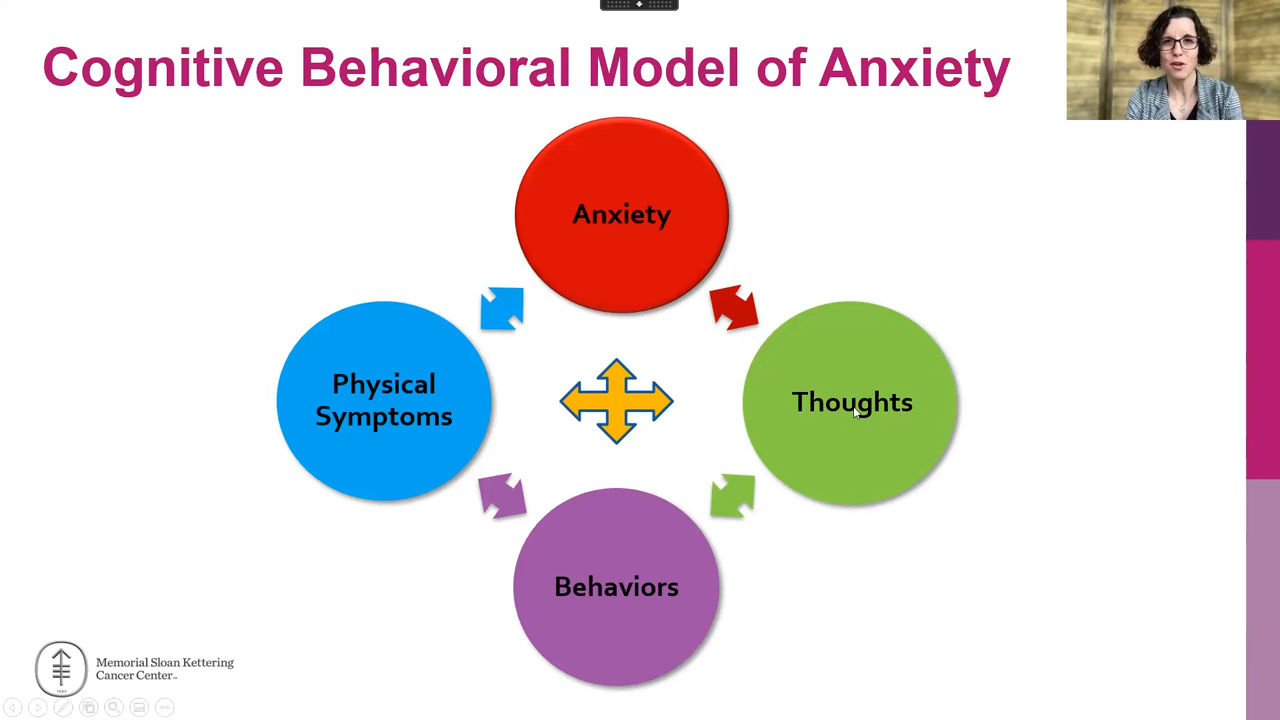 Cognitive Behavioral Model of Anxiety
Anxiety
Physical
Symptoms
Thoughts
Behaviors
Memorial Sloan Kettering
Cancer Center